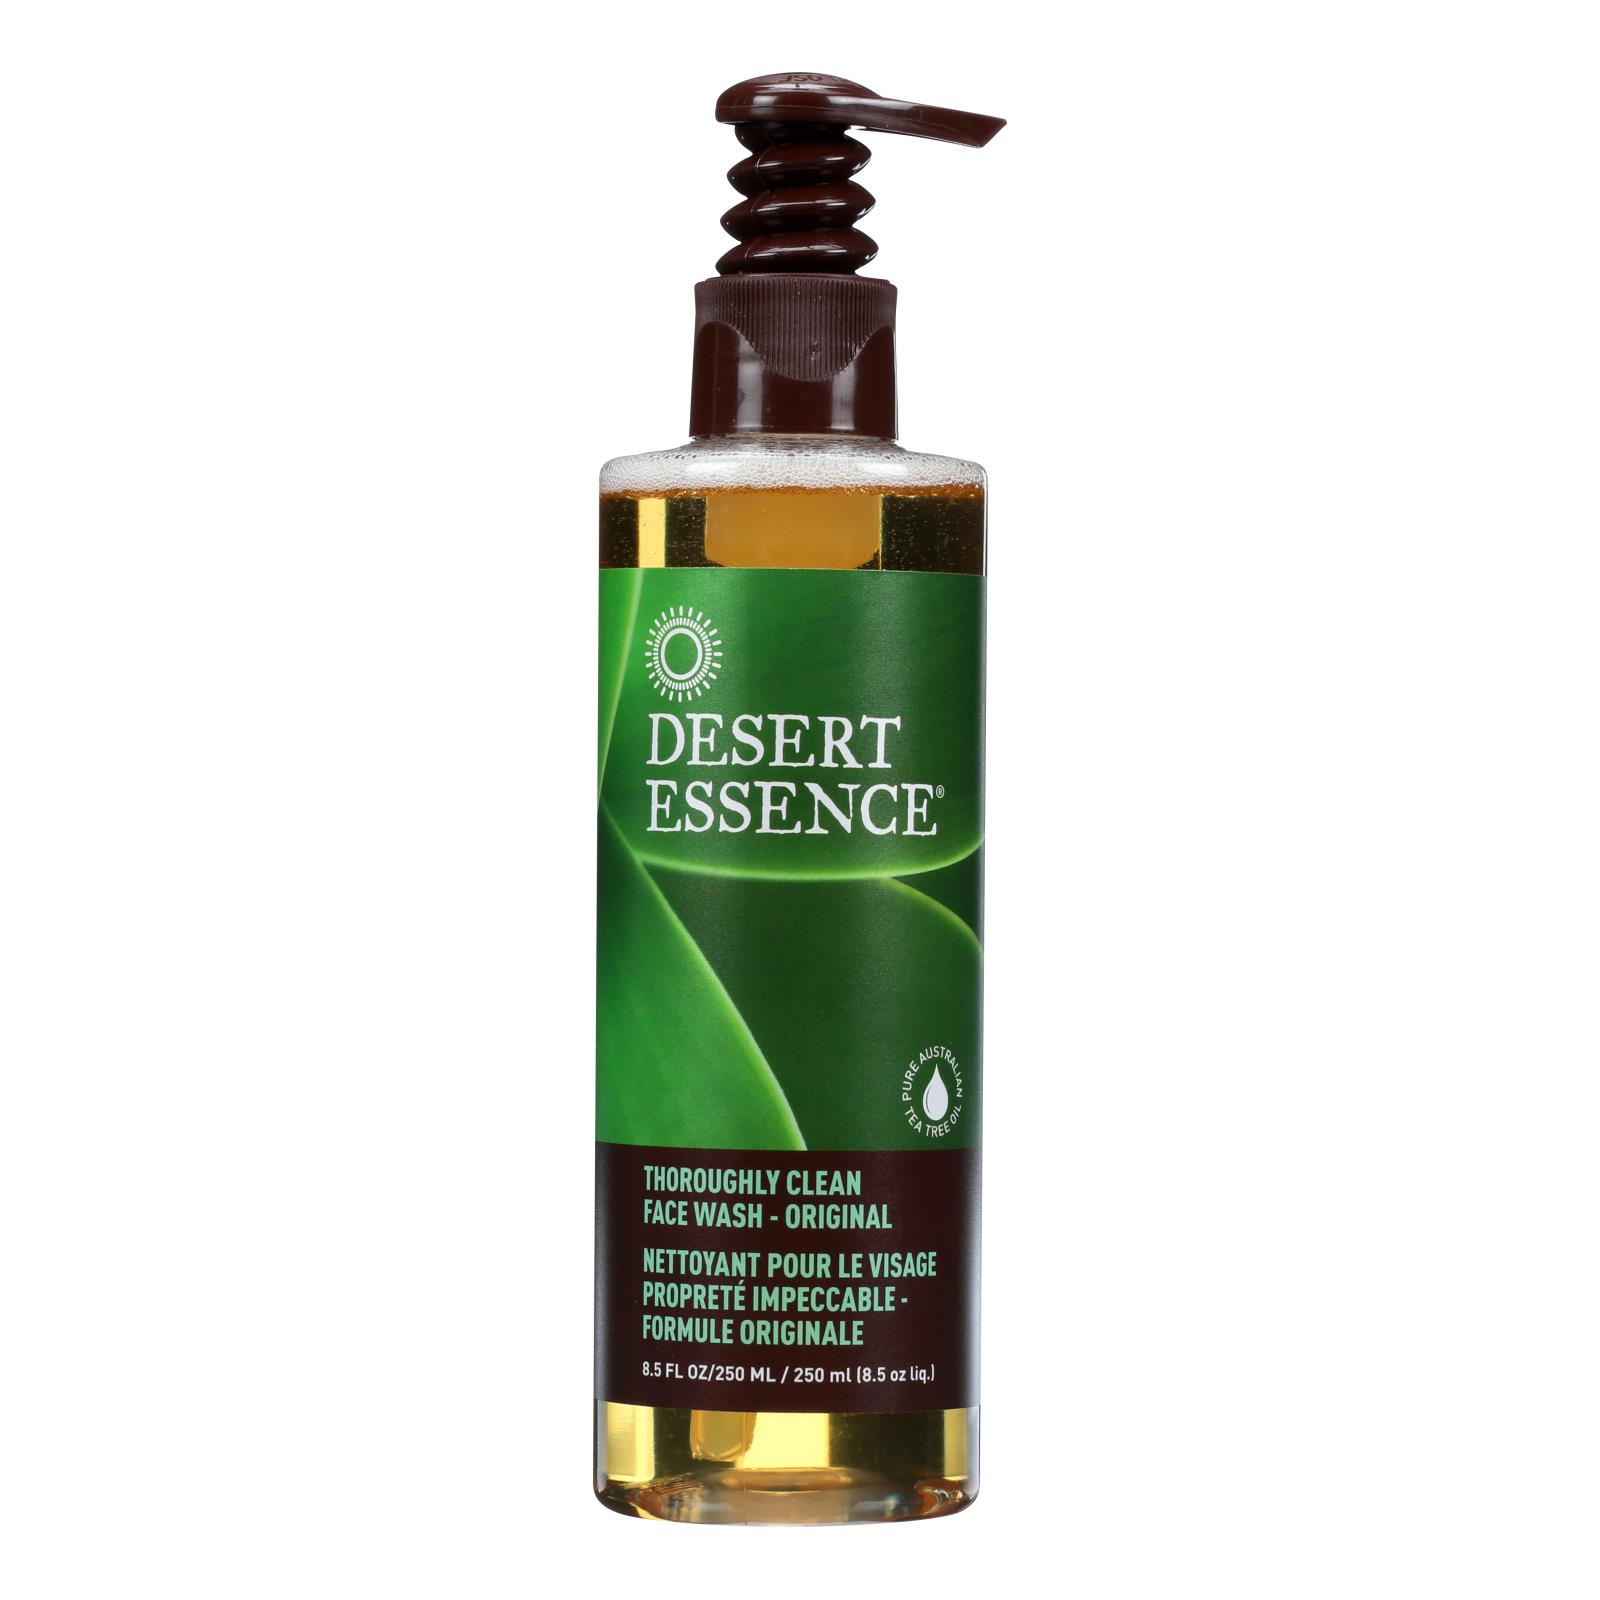 DESERT
ESSENCE®
PURE AUSTRALIAN
TEA TREE OIL
THOROUGHLY CLEAN
FACE WASH - ORIGINAL
NETTOYANT POUR LE VISAGE
PROPRETÉ IMPECCABLE -
FORMULE ORIGINALE
8.5 FL OZ/250 ML / 250 ml (8.5 oz liq.)